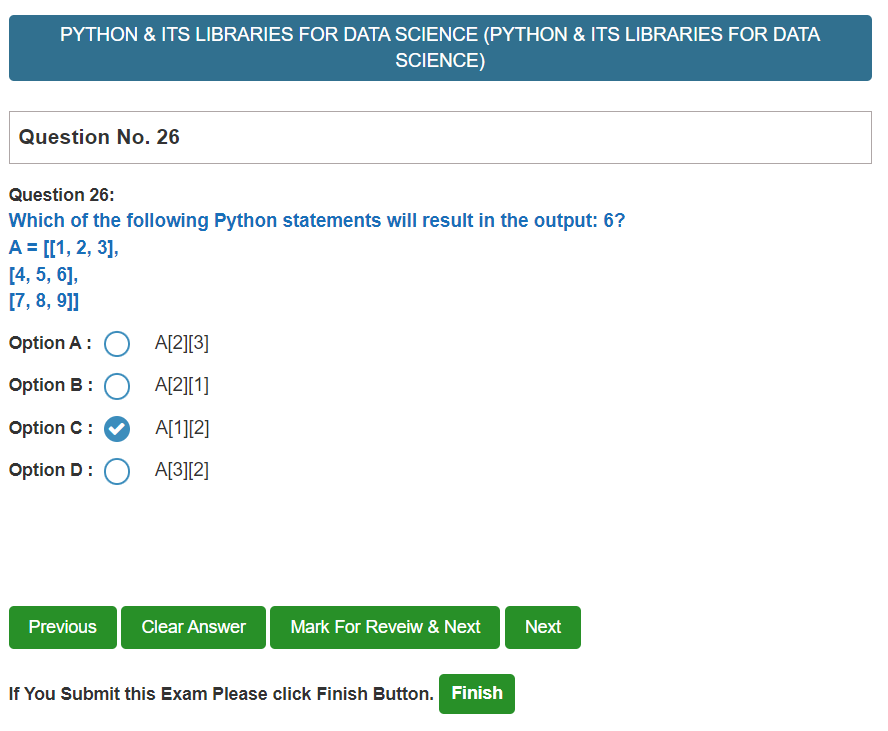 PYTHON & ITS LIBRARIES FOR DATA SCIENCE (PYTHON & ITS LIBRARIES FOR DATA
SCIENCE)
Question No. 26
Question 26:
Which of the following Python statements will result in the output: 6?
A = [[1, 2, 3],
[4, 5, 6],
[7, 8, 9]]
Option A : A[2][3]
Option B : A[2][1]
Option C : A[1][2]
Option D : A[3][2]
Previous Clear Answer Mark For Reveiw & Next Next
If You Submit this Exam Please click Finish Button. Finish